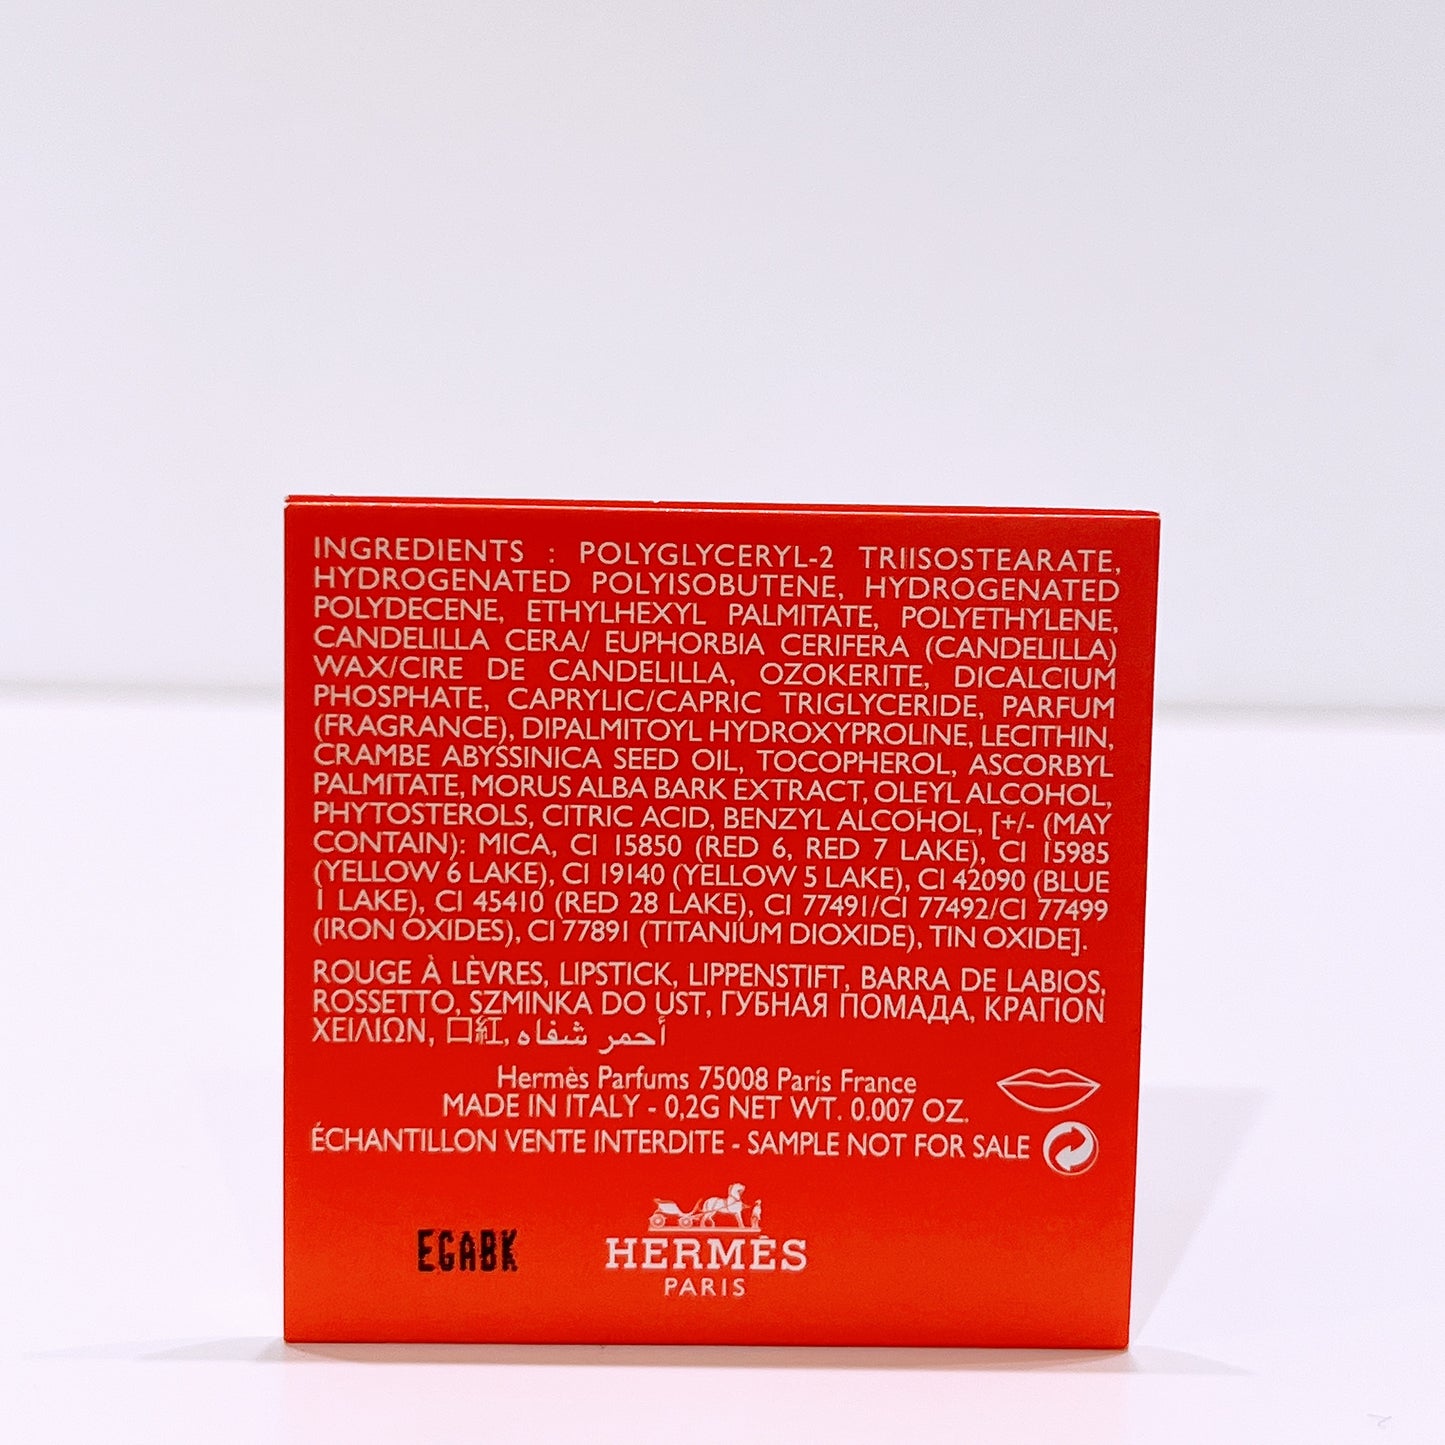 INGREDIENTS : POLYGLYCERYL-2 TRIISOSTEARATE,
HYDROGENATED POLYISOBUTENE, HYDROGENATED
POLYDECENE, ETHYLHEXYL PALMITATE, POLYETHYLENE,
CANDELILLA CERA/ EUPHORBIA CERIFERA (CANDELILLA)
WAX/CIRE DE CANDELILLA, OZOKERITE, DICALCIUM
PHOSPHATE, CAPRYLIC/CAPRIC TRIGLYCERIDE, PARFUM
(FRAGRANCE), DIPALMITOYL HYDROXYPROLINE, LECITHIN,
CRAMBE ABYSSINICA SEED OIL, TOCOPHEROL, ASCORBYL
PALMITATE, MORUS ALBA BARK EXTRACT, OLEYL ALCOHOL,
PHYTOSTEROLS, CITRIC ACID, BENZYL ALCOHOL, [+/- (MAY
CONTAIN): MICA, CI 15850 (RED 6, RED 7 LAKE), CI 15985
(YELLOW 6 LAKE), CI 19140 (YELLOW 5 LAKE), CI 42090 (BLUE
1 LAKE), CI 45410 (RED 28 LAKE), CI 77491/CI 77492/CI 77499
(IRON OXIDES), CI 77891 (TITANIUM DIOXIDE), TIN OXIDE].
ROUGE À LÈVRES, LIPSTICK, LIPPENSTIFT, BARRA DE LABIOS,
ROSSETTO, SZMINKA DO UST, ГУБНАЯ ПОМАДА, ΚΡΑΓΙΟΝ
ΧΕΙΛΙΩΝ, 口紅, أحمر شفاه
Hermès Parfums 75008 Paris France
MADE IN ITALY - 0,2G NET WT. 0.007 OZ.
ÉCHANTILLON VENTE INTERDITE - SAMPLE NOT FOR SALE
EGABK
HERMÈS
PARIS